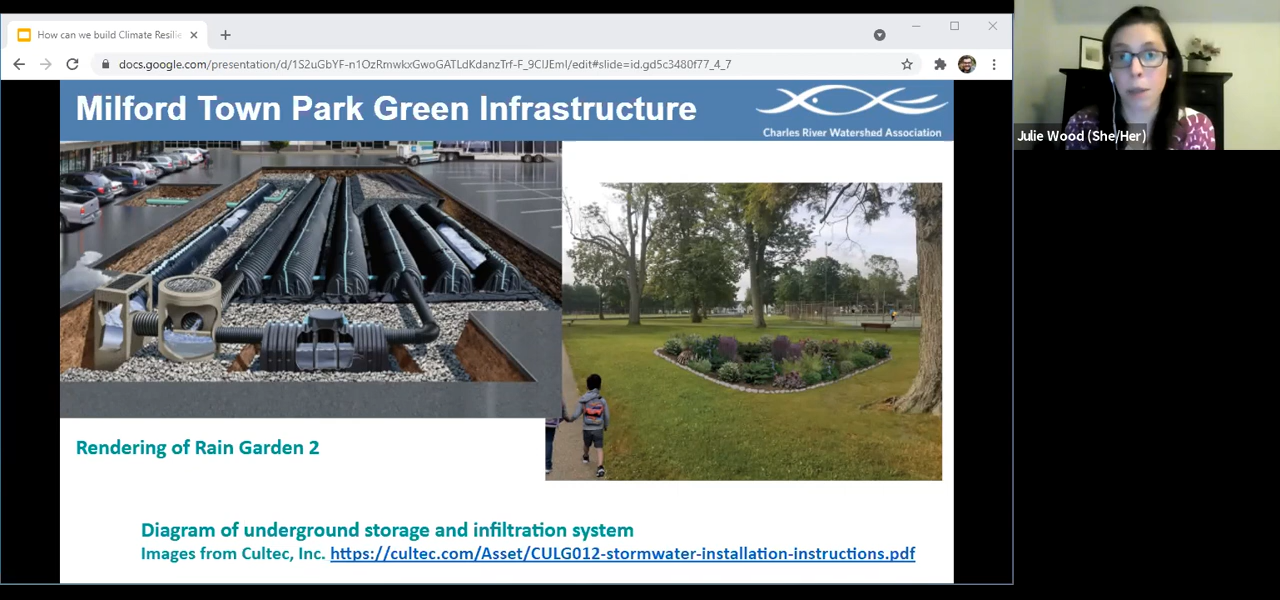 How can we build Climate Resilie
docs.google.com/presentation/d/1S2uGbYF-n1OzRnwkxGwoGATLdKdanzTrf-F_9ClJEmI/edit#slide=id.gd5c3480f77_4_7
Milford Town Park Green Infrastructure
Charles River Watershed Association
Julie Wood (She/Her)
Rendering of Rain Garden 2
Diagram of underground storage and infiltration system
Images from Cultec, Inc. https://cultec.com/Asset/CULG012-stormwater-installation-instructions.pdf